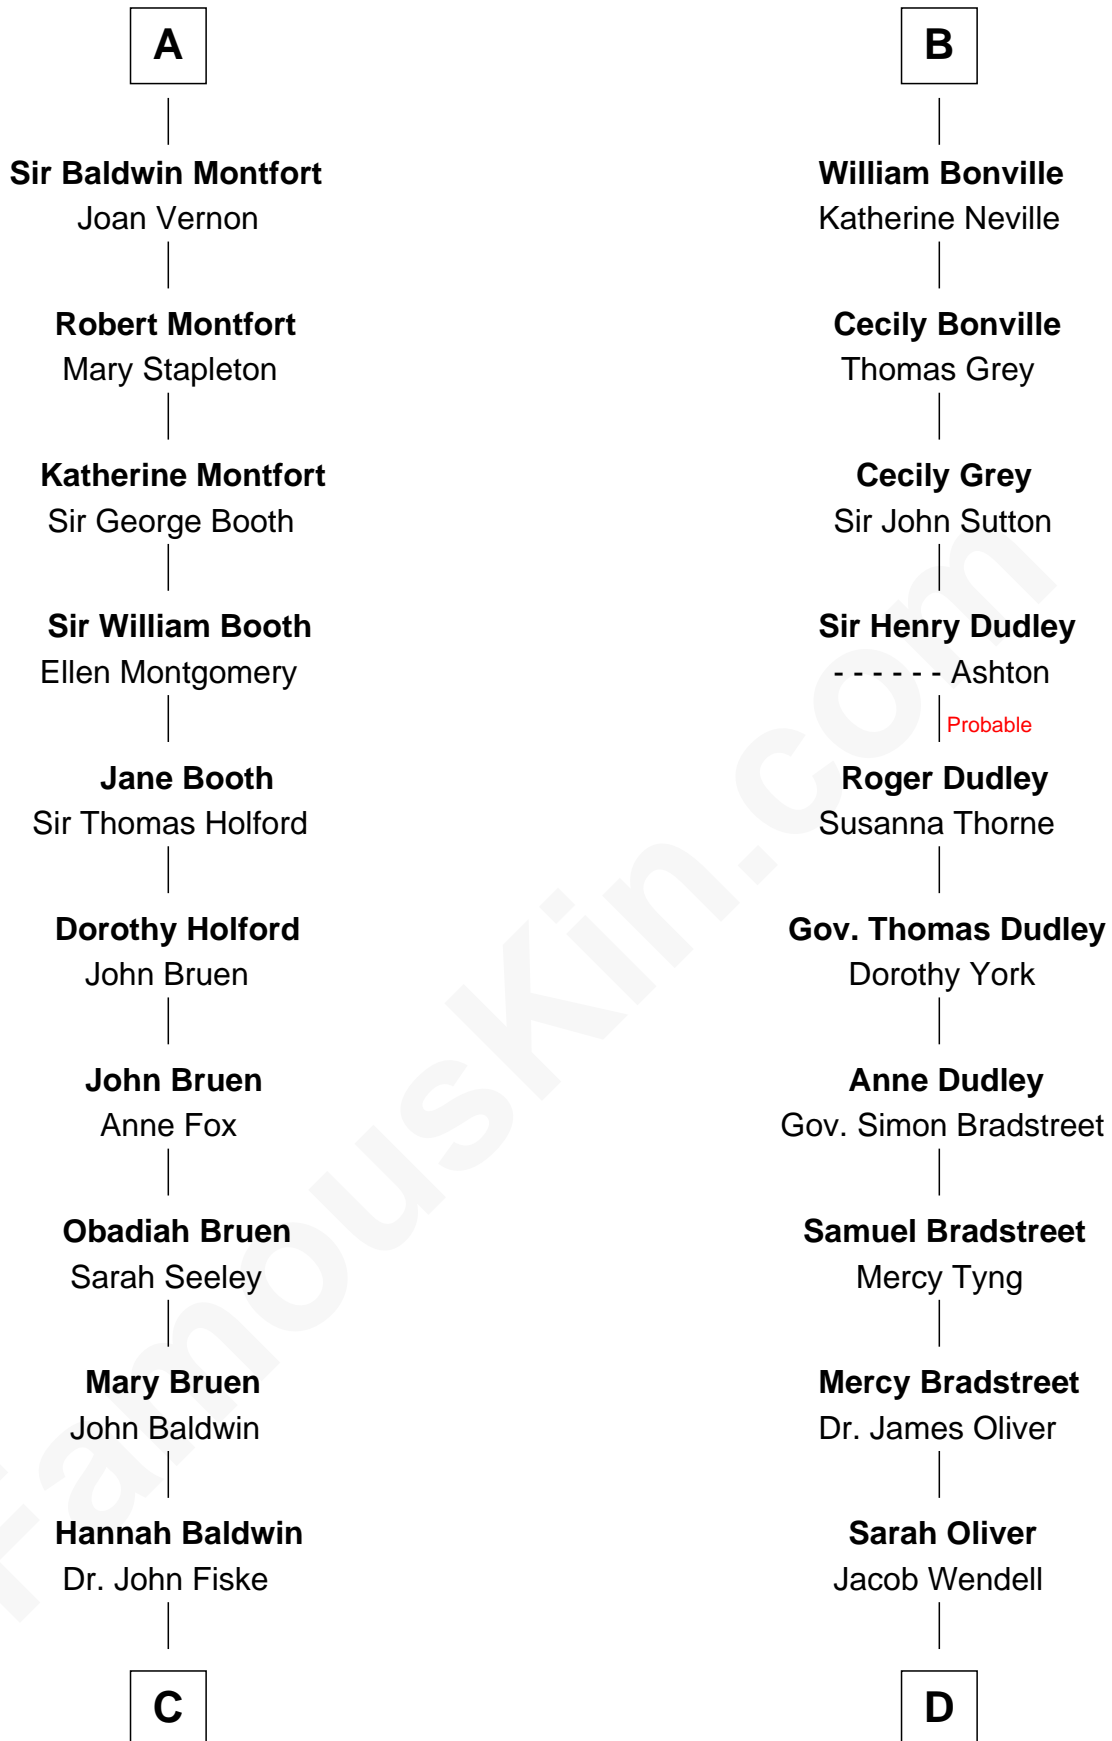 A
Sir Baldwin Montfort
Joan Vernon
Robert Montfort
Mary Stapleton
Katherine Montfort
Sir George Booth
Sir William Booth
Ellen Montgomery
Jane Booth
Sir Thomas Holford
Dorothy Holford
John Bruen
John Bruen
Anne Fox
Obadiah Bruen
Sarah Seeley
Mary Bruen
John Baldwin
Hannah Baldwin
Dr. John Fiske
C
B
William Bonville
Katherine Neville
Cecily Bonville
Thomas Grey
Cecily Grey
Sir John Sutton
Sir Henry Dudley
- - - - - - Ashton
Probable
Roger Dudley
Susanna Thorne
Gov. Thomas Dudley
Dorothy York
Anne Dudley
Gov. Simon Bradstreet
Samuel Bradstreet
Mercy Tyng
Mercy Bradstreet
Dr. James Oliver
Sarah Oliver
Jacob Wendell
D
FamousKin.com